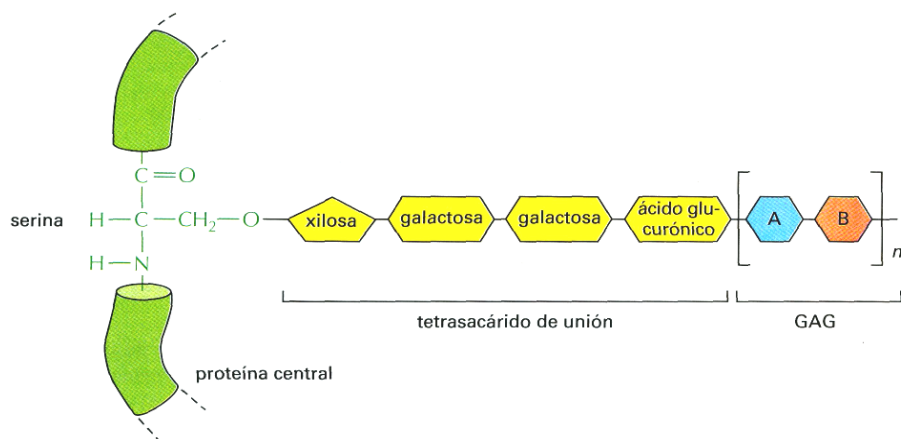 C=O
serina H—C—CH₂—O— xilosa galactosa galactosa ácido glu-
curónico [ A B ] n
H—N
tetrasacárido de unión GAG
proteína central